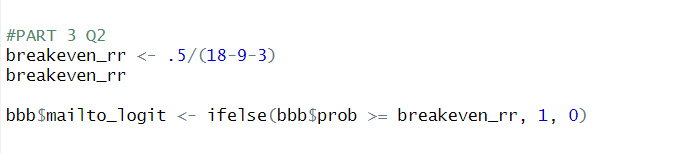 #PART 3 Q2
breakeven_rr <- .5/(18-9-3)
breakeven_rr
bbb$mailto_logit <- ifelse(bbb$prob >= breakeven_rr, 1, 0)